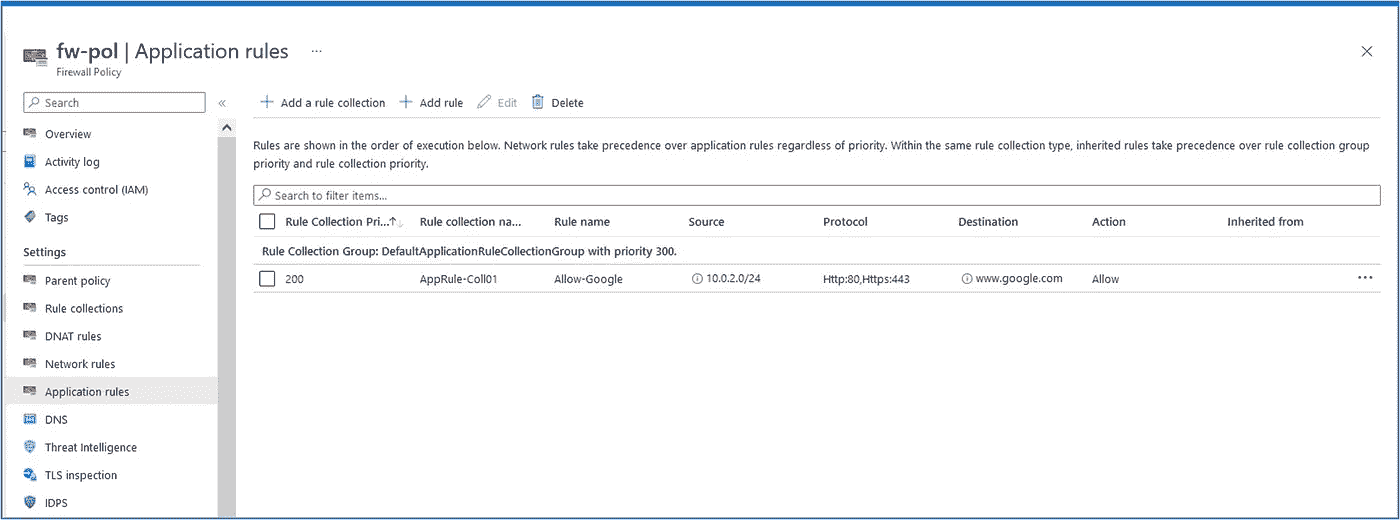 fw-pol | Application rules ...
Firewall Policy
Search
«
Overview
Activity log
Access control (IAM)
Tags
Settings
Parent policy
Rule collections
DNAT rules
Network rules
Application rules
DNS
Threat Intelligence
TLS inspection
IDPS
Add a rule collection Add rule Edit Delete
Rules are shown in the order of execution below. Network rules take precedence over application rules regardless of priority. Within the same rule collection type, inherited rules take precedence over rule collection group
priority and rule collection priority.
Search to filter items...
Rule Collection Pri...↑↓ Rule collection na... Rule name Source Protocol Destination Action Inherited from
Rule Collection Group: DefaultApplicationRuleCollectionGroup with priority 300.
200 AppRule-Coll01 Allow-Google 10.0.2.0/24 Http:80,Https:443 www.google.com Allow ...